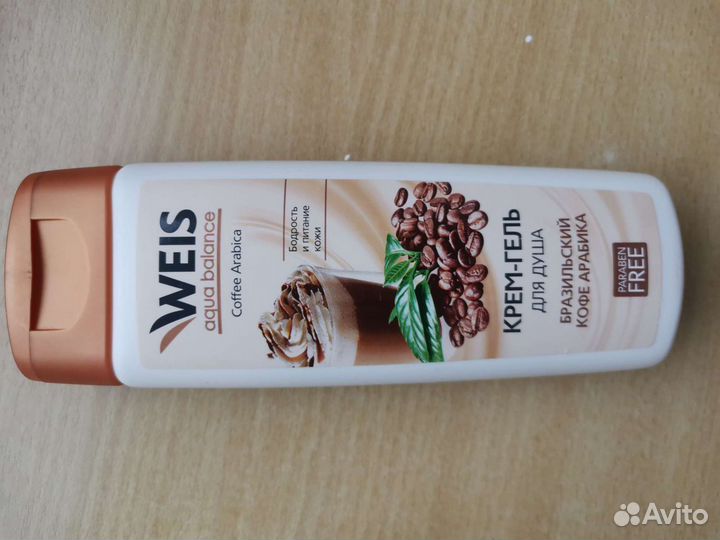 WEIS
aqua balance
Coffee Arabica
Бодрость
и питание
кожи
КРЕМ-ГЕЛЬ
ДЛЯ ДУША
БРАЗИЛЬСКИЙ
КОФЕ АРАБИКА
PARABEN
FREE
Avito